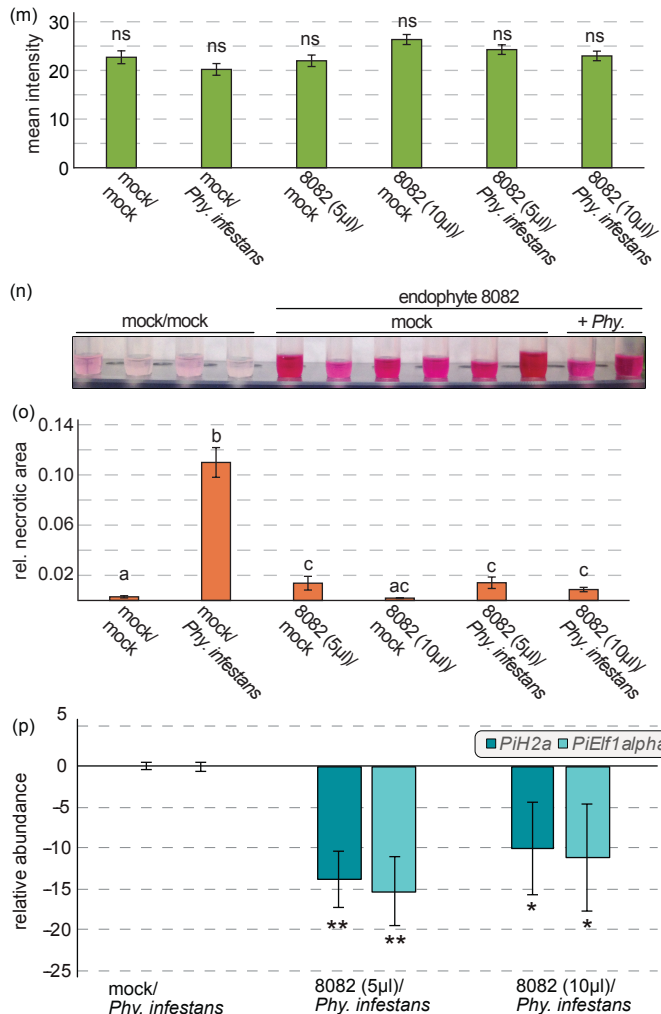 (m)
30
20
10
0
mean intensity
ns
ns
ns
ns
ns
ns
mock/
mock
mock/
Phy. infestans
8082 (5µl)/
mock
8082 (10µl)/
mock
8082 (5µl)/
Phy. infestans
8082 (10µl)/
Phy. infestans
(n)
endophyte 8082
mock/mock
mock
+ Phy.
(o)
0.14
0.10
0.06
0.02
rel. necrotic area
a
b
c
ac
c
c
mock/
mock
mock/
Phy. infestans
8082 (5µl)/
mock
8082 (10µl)/
mock
8082 (5µl)/
Phy. infestans
8082 (10µl)/
Phy. infestans
(p)
5
0
−5
−10
−15
−20
−25
relative abundance
PiH2a PiElf1alpha
**
**
*
*
mock/
Phy. infestans
8082 (5µl)/
Phy. infestans
8082 (10µl)/
Phy. infestans